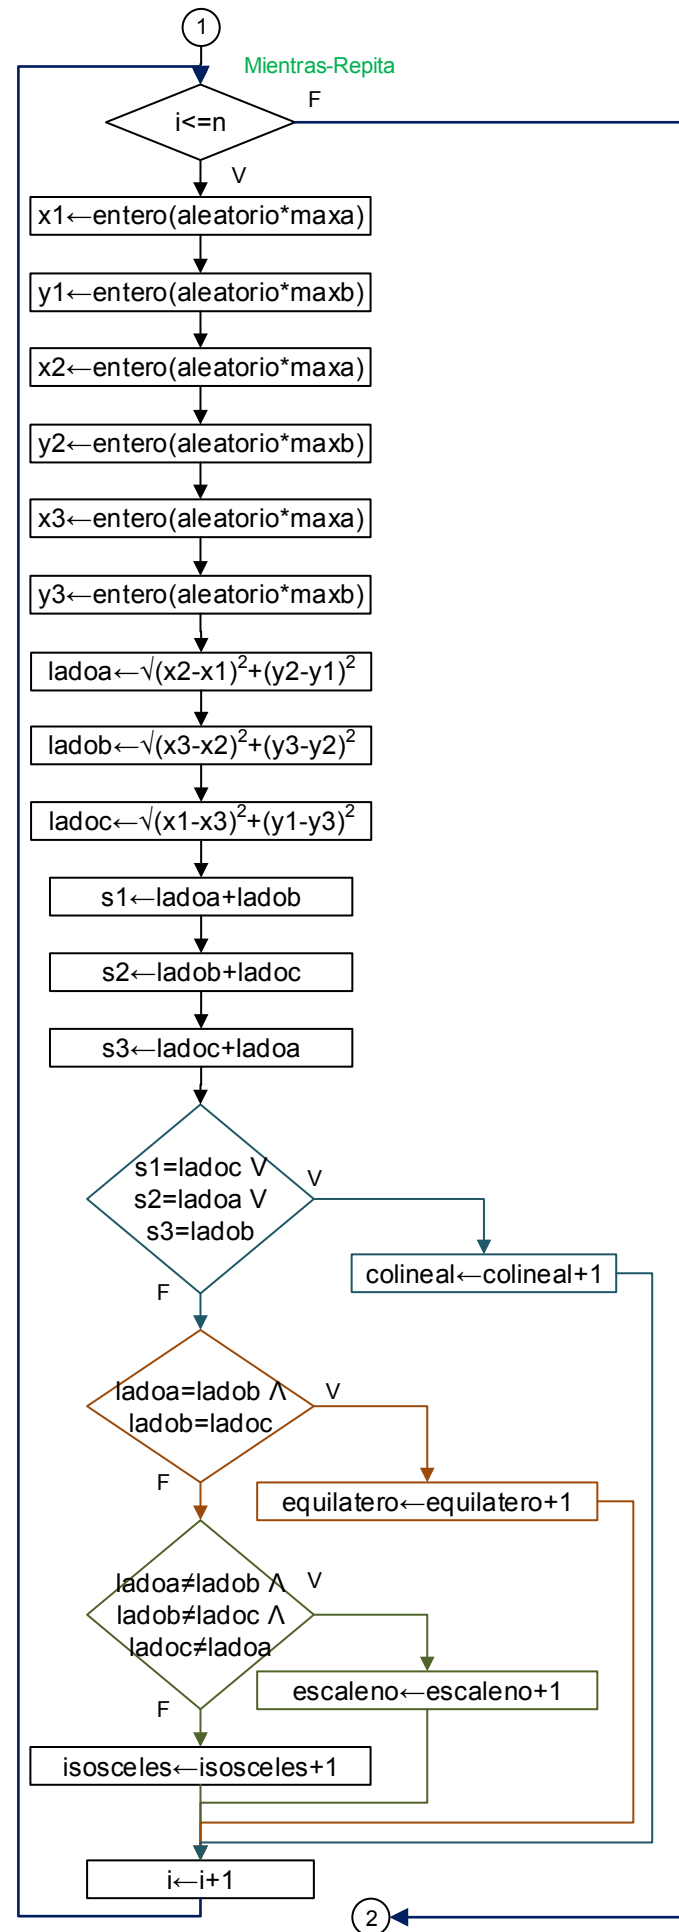 1
Mientras-Repita
i<=n
F
V
x1←entero(aleatorio*maxa)
y1←entero(aleatorio*maxb)
x2←entero(aleatorio*maxa)
y2←entero(aleatorio*maxb)
x3←entero(aleatorio*maxa)
y3←entero(aleatorio*maxb)
ladoa←√(x2-x1)²+(y2-y1)²
ladob←√(x3-x2)²+(y3-y2)²
ladoc←√(x1-x3)²+(y1-y3)²
s1←ladoa+ladob
s2←ladob+ladoc
s3←ladoc+ladoa
s1=ladoc V
s2=ladoa V
s3=ladob
V
colineal←colineal+1
F
ladoa=ladob Λ
ladob=ladoc
V
equilatero←equilatero+1
F
ladoa≠ladob Λ
ladob≠ladoc Λ
ladoc≠ladoa
V
escaleno←escaleno+1
F
isosceles←isosceles+1
i←i+1
2